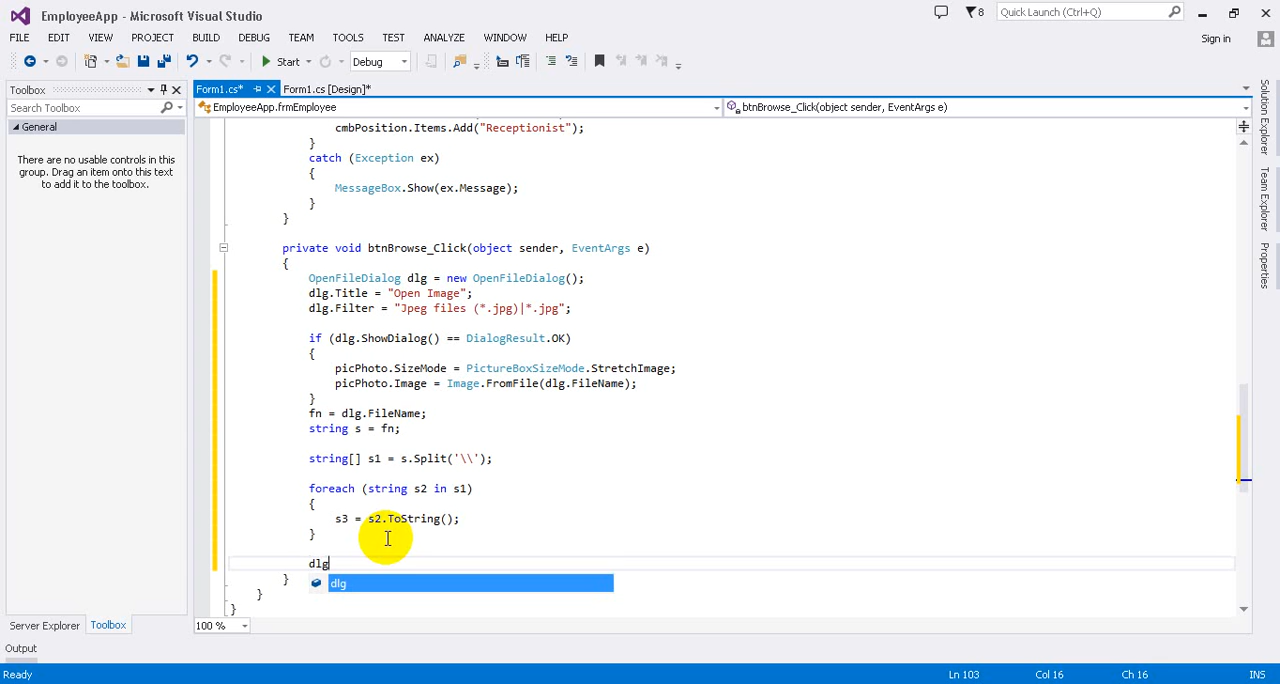 EmployeeApp - Microsoft Visual Studio
8
Quick Launch (Ctrl+Q)
FILE EDIT VIEW PROJECT BUILD DEBUG TEAM TOOLS TEST ANALYZE WINDOW HELP
Sign in
Start Debug
Toolbox
Search Toolbox
General
There are no usable controls in this
group. Drag an item onto this text
to add it to the toolbox.
Form1.cs* Form1.cs [Design]*
EmployeeApp.frmEmployee btnBrowse_Click(object sender, EventArgs e)
cmbPosition.Items.Add("Receptionist");
}
catch (Exception ex)
{
MessageBox.Show(ex.Message);
}
}
private void btnBrowse_Click(object sender, EventArgs e)
{
OpenFileDialog dlg = new OpenFileDialog();
dlg.Title = "Open Image";
dlg.Filter = "Jpeg files (*.jpg)|*.jpg";
if (dlg.ShowDialog() == DialogResult.OK)
{
picPhoto.SizeMode = PictureBoxSizeMode.StretchImage;
picPhoto.Image = Image.FromFile(dlg.FileName);
}
fn = dlg.FileName;
string s = fn;
string[] s1 = s.Split('\\');
foreach (string s2 in s1)
{
s3 = s2.ToString();
}
dlg
dlg
}
}
}
Solution Explorer
Team Explorer
Properties
Server Explorer Toolbox
100 %
Output
Ready Ln 103 Col 16 Ch 16 INS